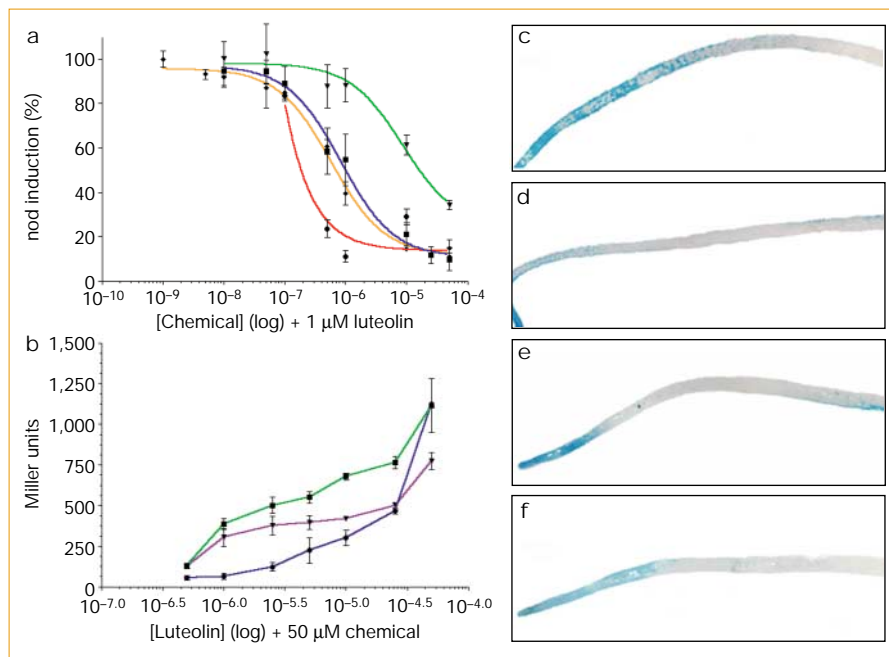 a
nod induction (%)
100
80
60
40
20
0
10⁻¹⁰ 10⁻⁹ 10⁻⁸ 10⁻⁷ 10⁻⁶ 10⁻⁵ 10⁻⁴
[Chemical] (log) + 1 µM luteolin
b
Miller units
1,500
1,250
1,000
750
500
250
0
10⁻⁷·⁰ 10⁻⁶·⁵ 10⁻⁶·⁰ 10⁻⁵·⁵ 10⁻⁵·⁰ 10⁻⁴·⁵ 10⁻⁴·⁰
[Luteolin] (log) + 50 µM chemical
c
d
e
f